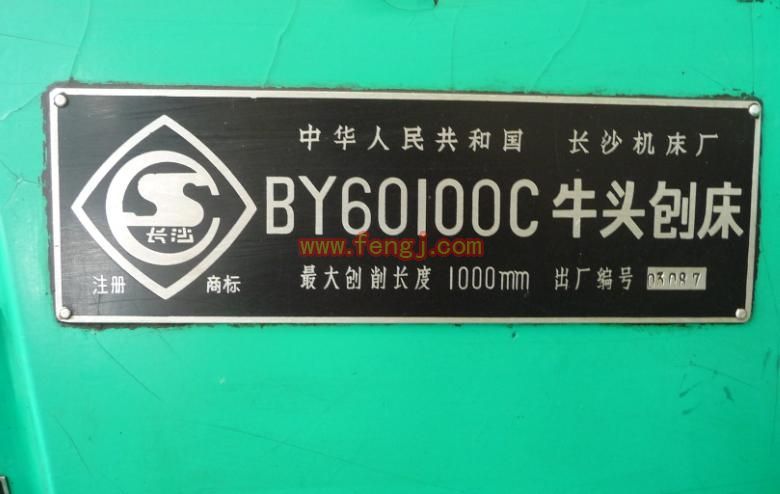 中华人民共和国 长沙机床厂
BY60100C 牛头刨床
长沙
www.fengj.com
注册 商标
最大刨削长度 1000mm 出厂编号 03087